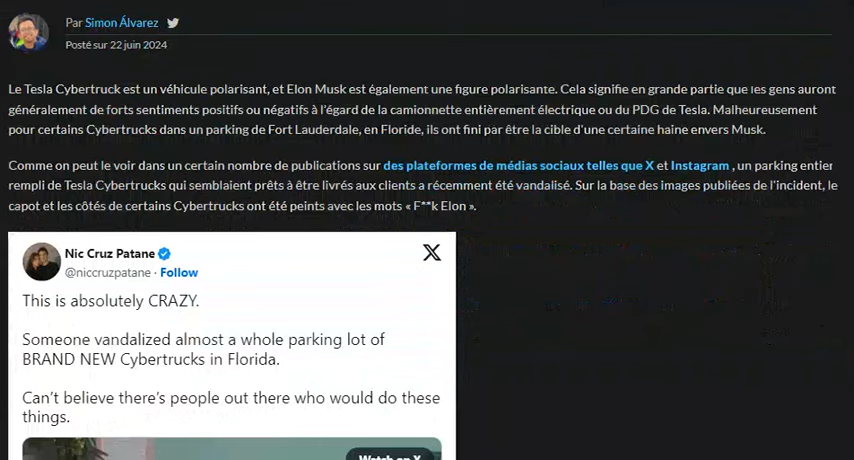 Par Simon Álvarez
Posté sur 22 juin 2024
Le Tesla Cybertruck est un véhicule polarisant, et Elon Musk est également une figure polarisante. Cela signifie en grande partie que les gens auront
généralement de forts sentiments positifs ou négatifs à l'égard de la camionnette entièrement électrique ou du PDG de Tesla. Malheureusement
pour certains Cybertrucks dans un parking de Fort Lauderdale, en Floride, ils ont fini par être la cible d'une certaine haine envers Musk.
Comme on peut le voir dans un certain nombre de publications sur des plateformes de médias sociaux telles que X et Instagram , un parking entier
rempli de Tesla Cybertrucks qui semblaient prêts à être livrés aux clients a récemment été vandalisé. Sur la base des images publiées de l'incident, le
capot et les côtés de certains Cybertrucks ont été peints avec les mots « F**k Elon ».
Nic Cruz Patane
@niccruzpatane · Follow
This is absolutely CRAZY.
Someone vandalized almost a whole parking lot of
BRAND NEW Cybertrucks in Florida.
Can't believe there's people out there who would do these
things.
Watch on X